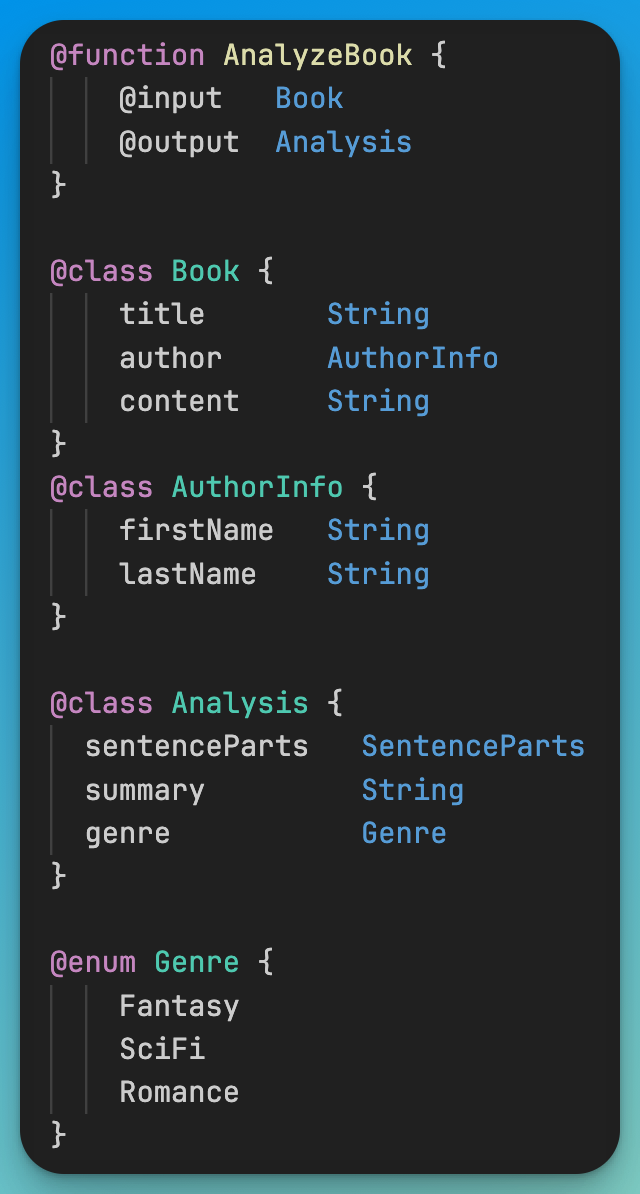 @function AnalyzeBook {
@input Book
@output Analysis
}
@class Book {
title String
author AuthorInfo
content String
}
@class AuthorInfo {
firstName String
lastName String
}
@class Analysis {
sentenceParts SentenceParts
summary String
genre Genre
}
@enum Genre {
Fantasy
SciFi
Romance
}